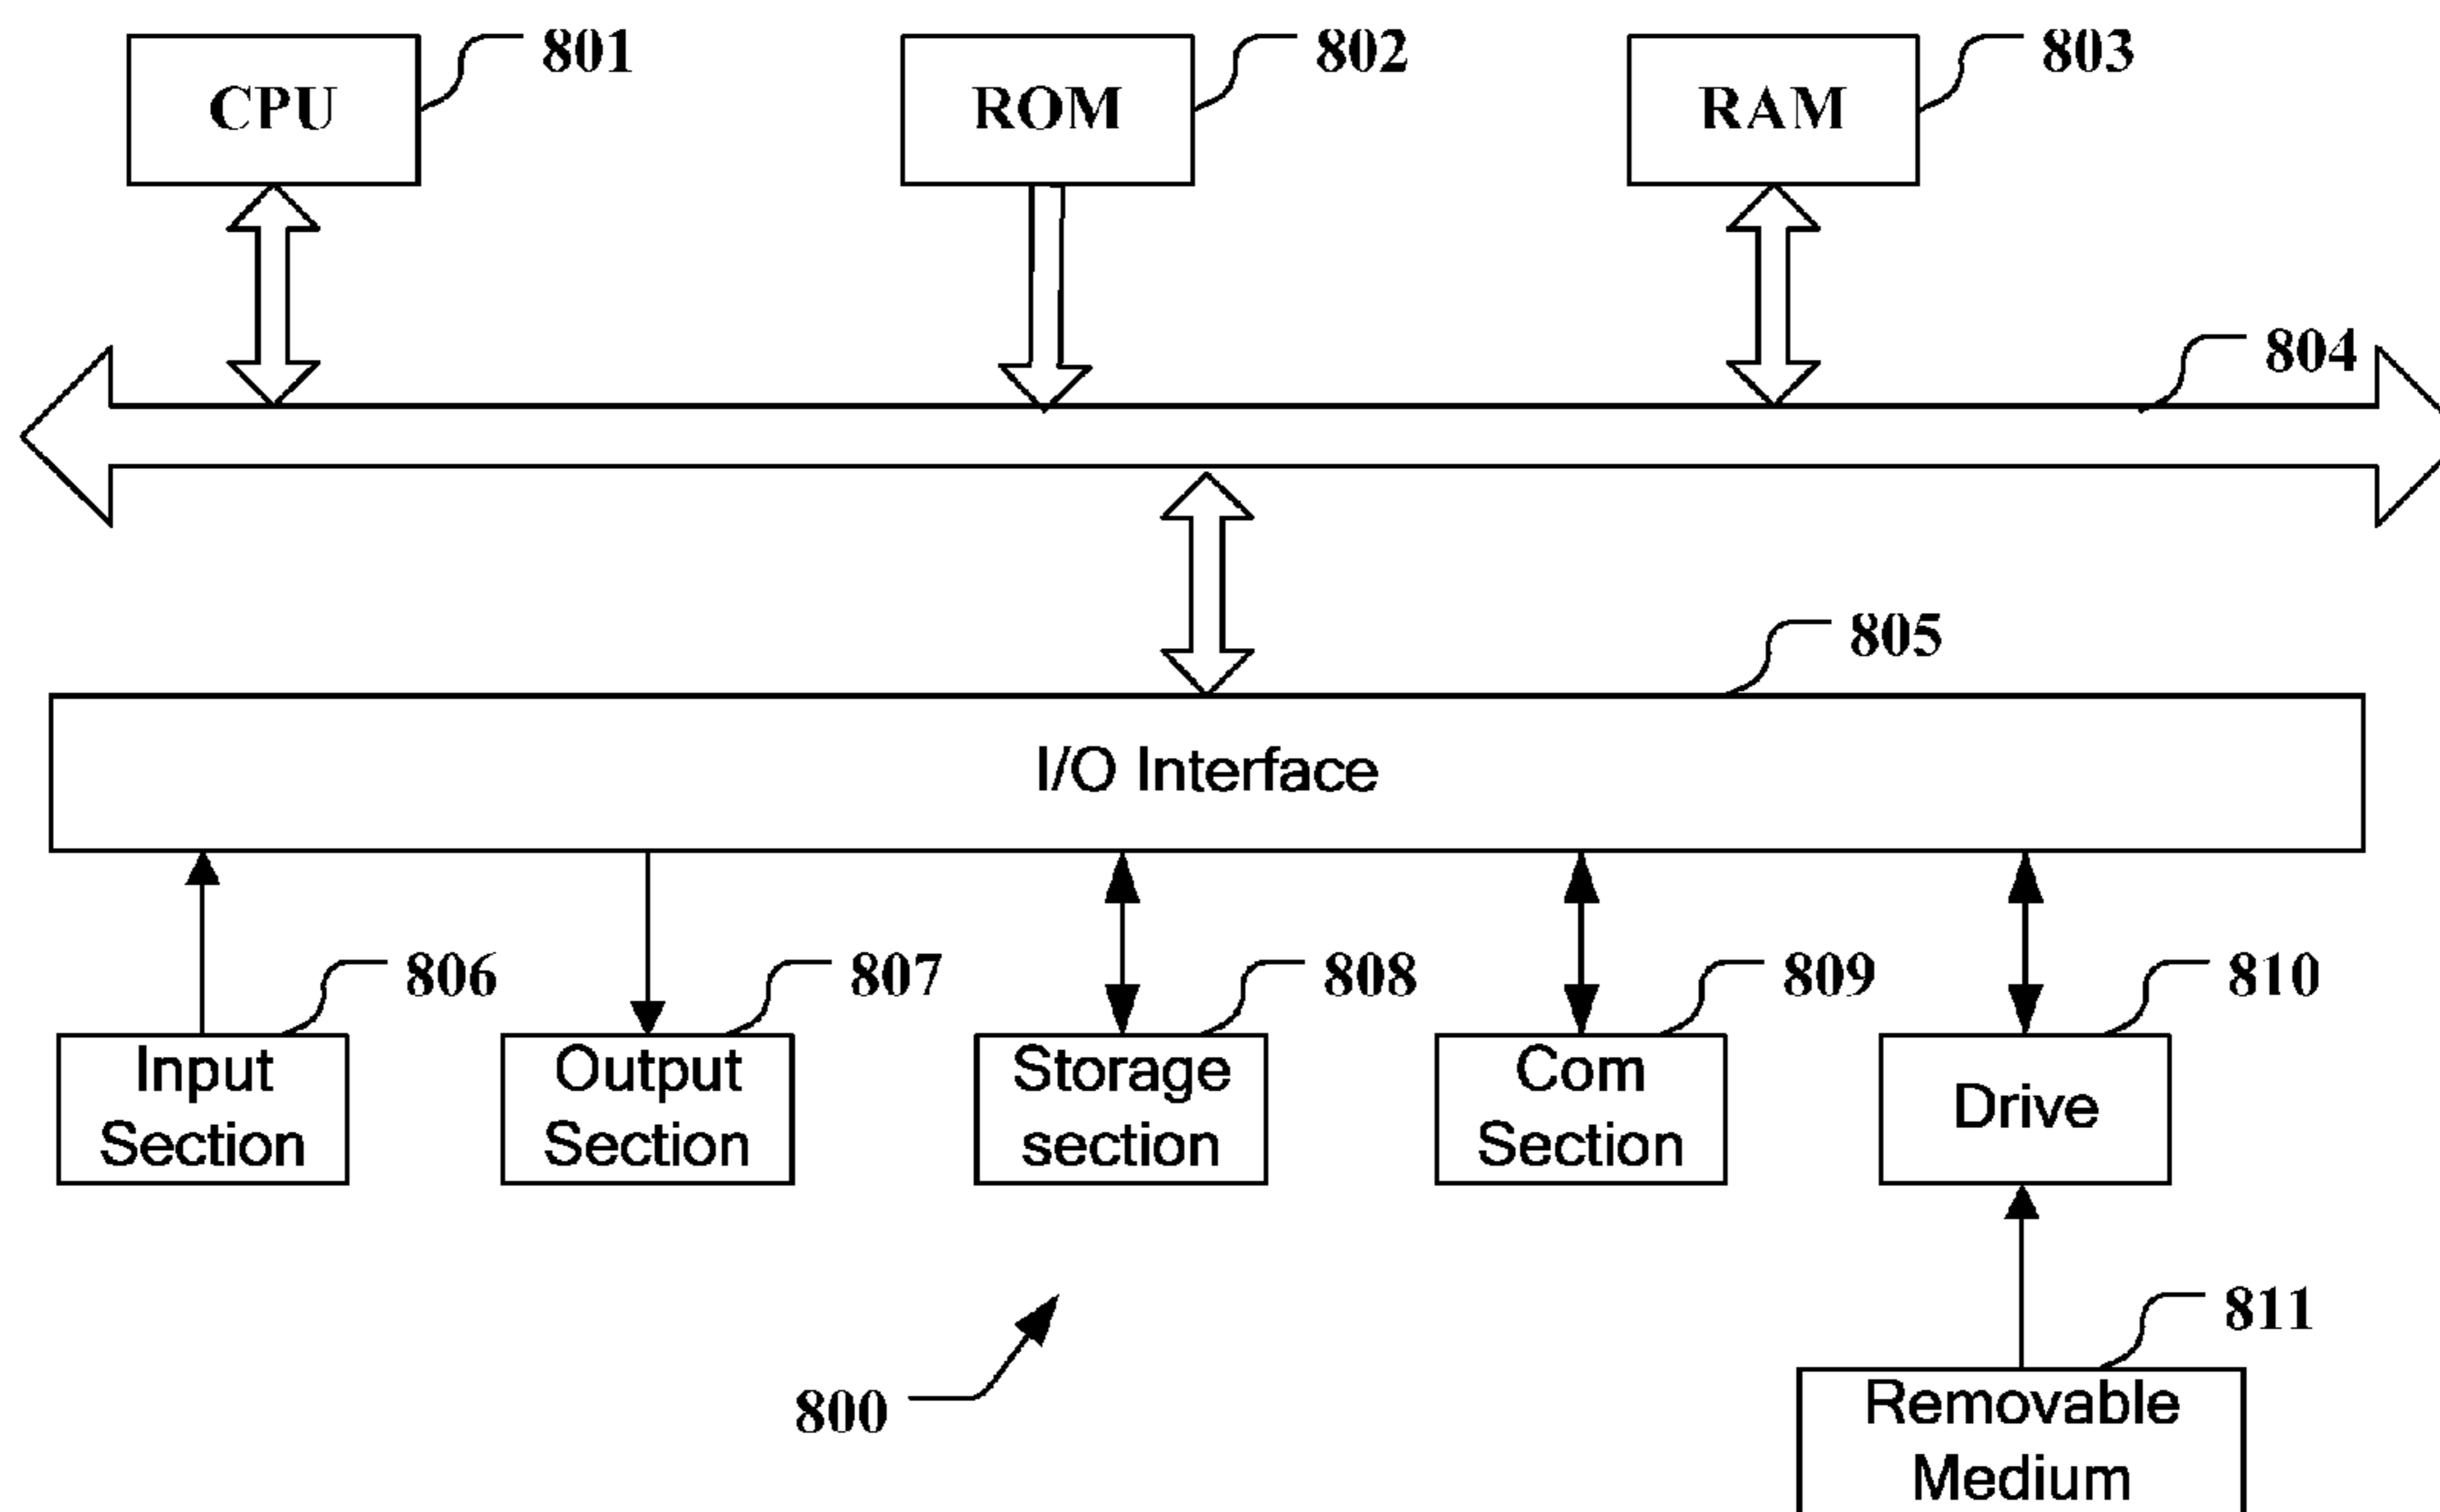 CPU
801
ROM
802
RAM
803
804
805
I/O Interface
806
807
808
809
810
Input
Section
Output
Section
Storage
section
Com
Section
Drive
811
800
Removable
Medium